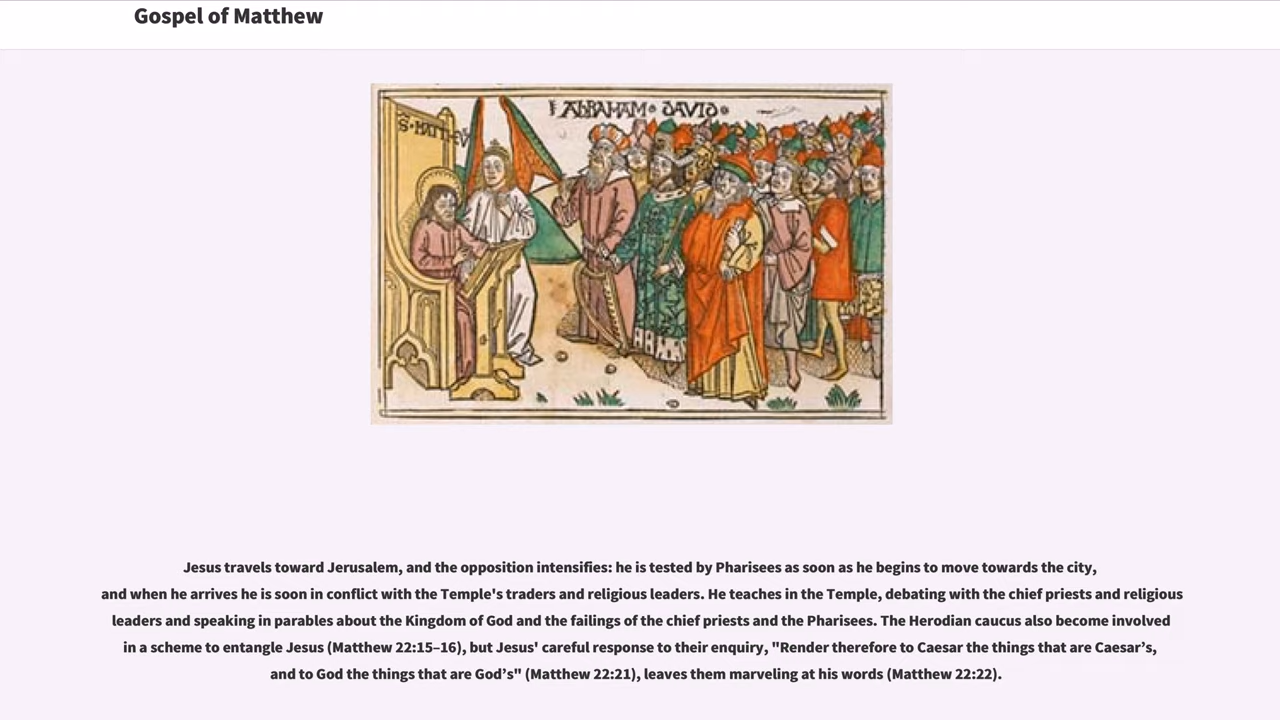 Gospel of Matthew
ABRAMAM DAVID
S·MATTHEVS
Jesus travels toward Jerusalem, and the opposition intensifies: he is tested by Pharisees as soon as he begins to move towards the city,
and when he arrives he is soon in conflict with the Temple's traders and religious leaders. He teaches in the Temple, debating with the chief priests and religious
leaders and speaking in parables about the Kingdom of God and the failings of the chief priests and the Pharisees. The Herodian caucus also become involved
in a scheme to entangle Jesus (Matthew 22:15–16), but Jesus' careful response to their enquiry, "Render therefore to Caesar the things that are Caesar’s,
and to God the things that are God’s" (Matthew 22:21), leaves them marveling at his words (Matthew 22:22).